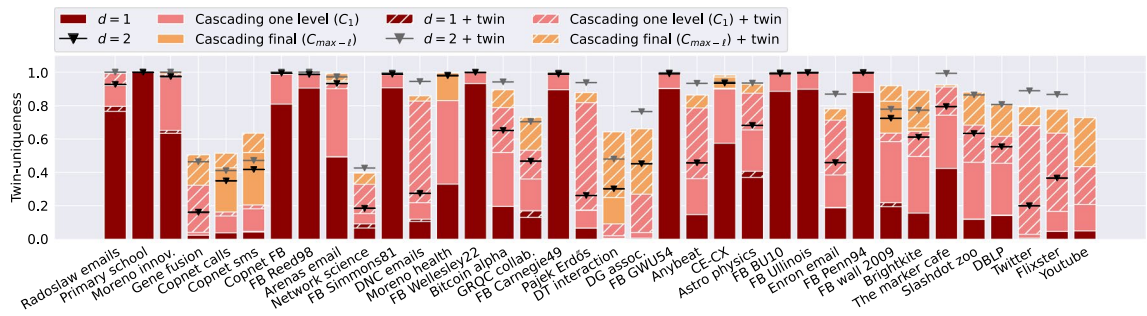 d = 1 Cascading one level (C1) d = 1 + twin Cascading one level (C1) + twin
d = 2 Cascading final (Cmax−ℓ) d = 2 + twin Cascading final (Cmax−ℓ) + twin
Twin-uniqueness
1.0
0.8
0.6
0.4
0.2
0.0
Radoslaw emails
Primary school
Moreno innov.
Gene fusion
Copnet calls
Copnet sms
Copnet FB
FB Reed98
Arenas email
Network science
FB Simmons81
DNC emails
Moreno health
FB Wellesley22
Bitcoin alpha
GRQC collab.
FB Carnegie49
Pajek Erdős
DT interaction
DG assoc.
FB GWU54
Anybeat
CE-CX
Astro physics
FB BU10
FB Uillinois
Enron email
FB Penn94
FB wall 2009
Brightkite
The marker cafe
Slashdot zoo
DBLP
Twitter
Flixster
Youtube